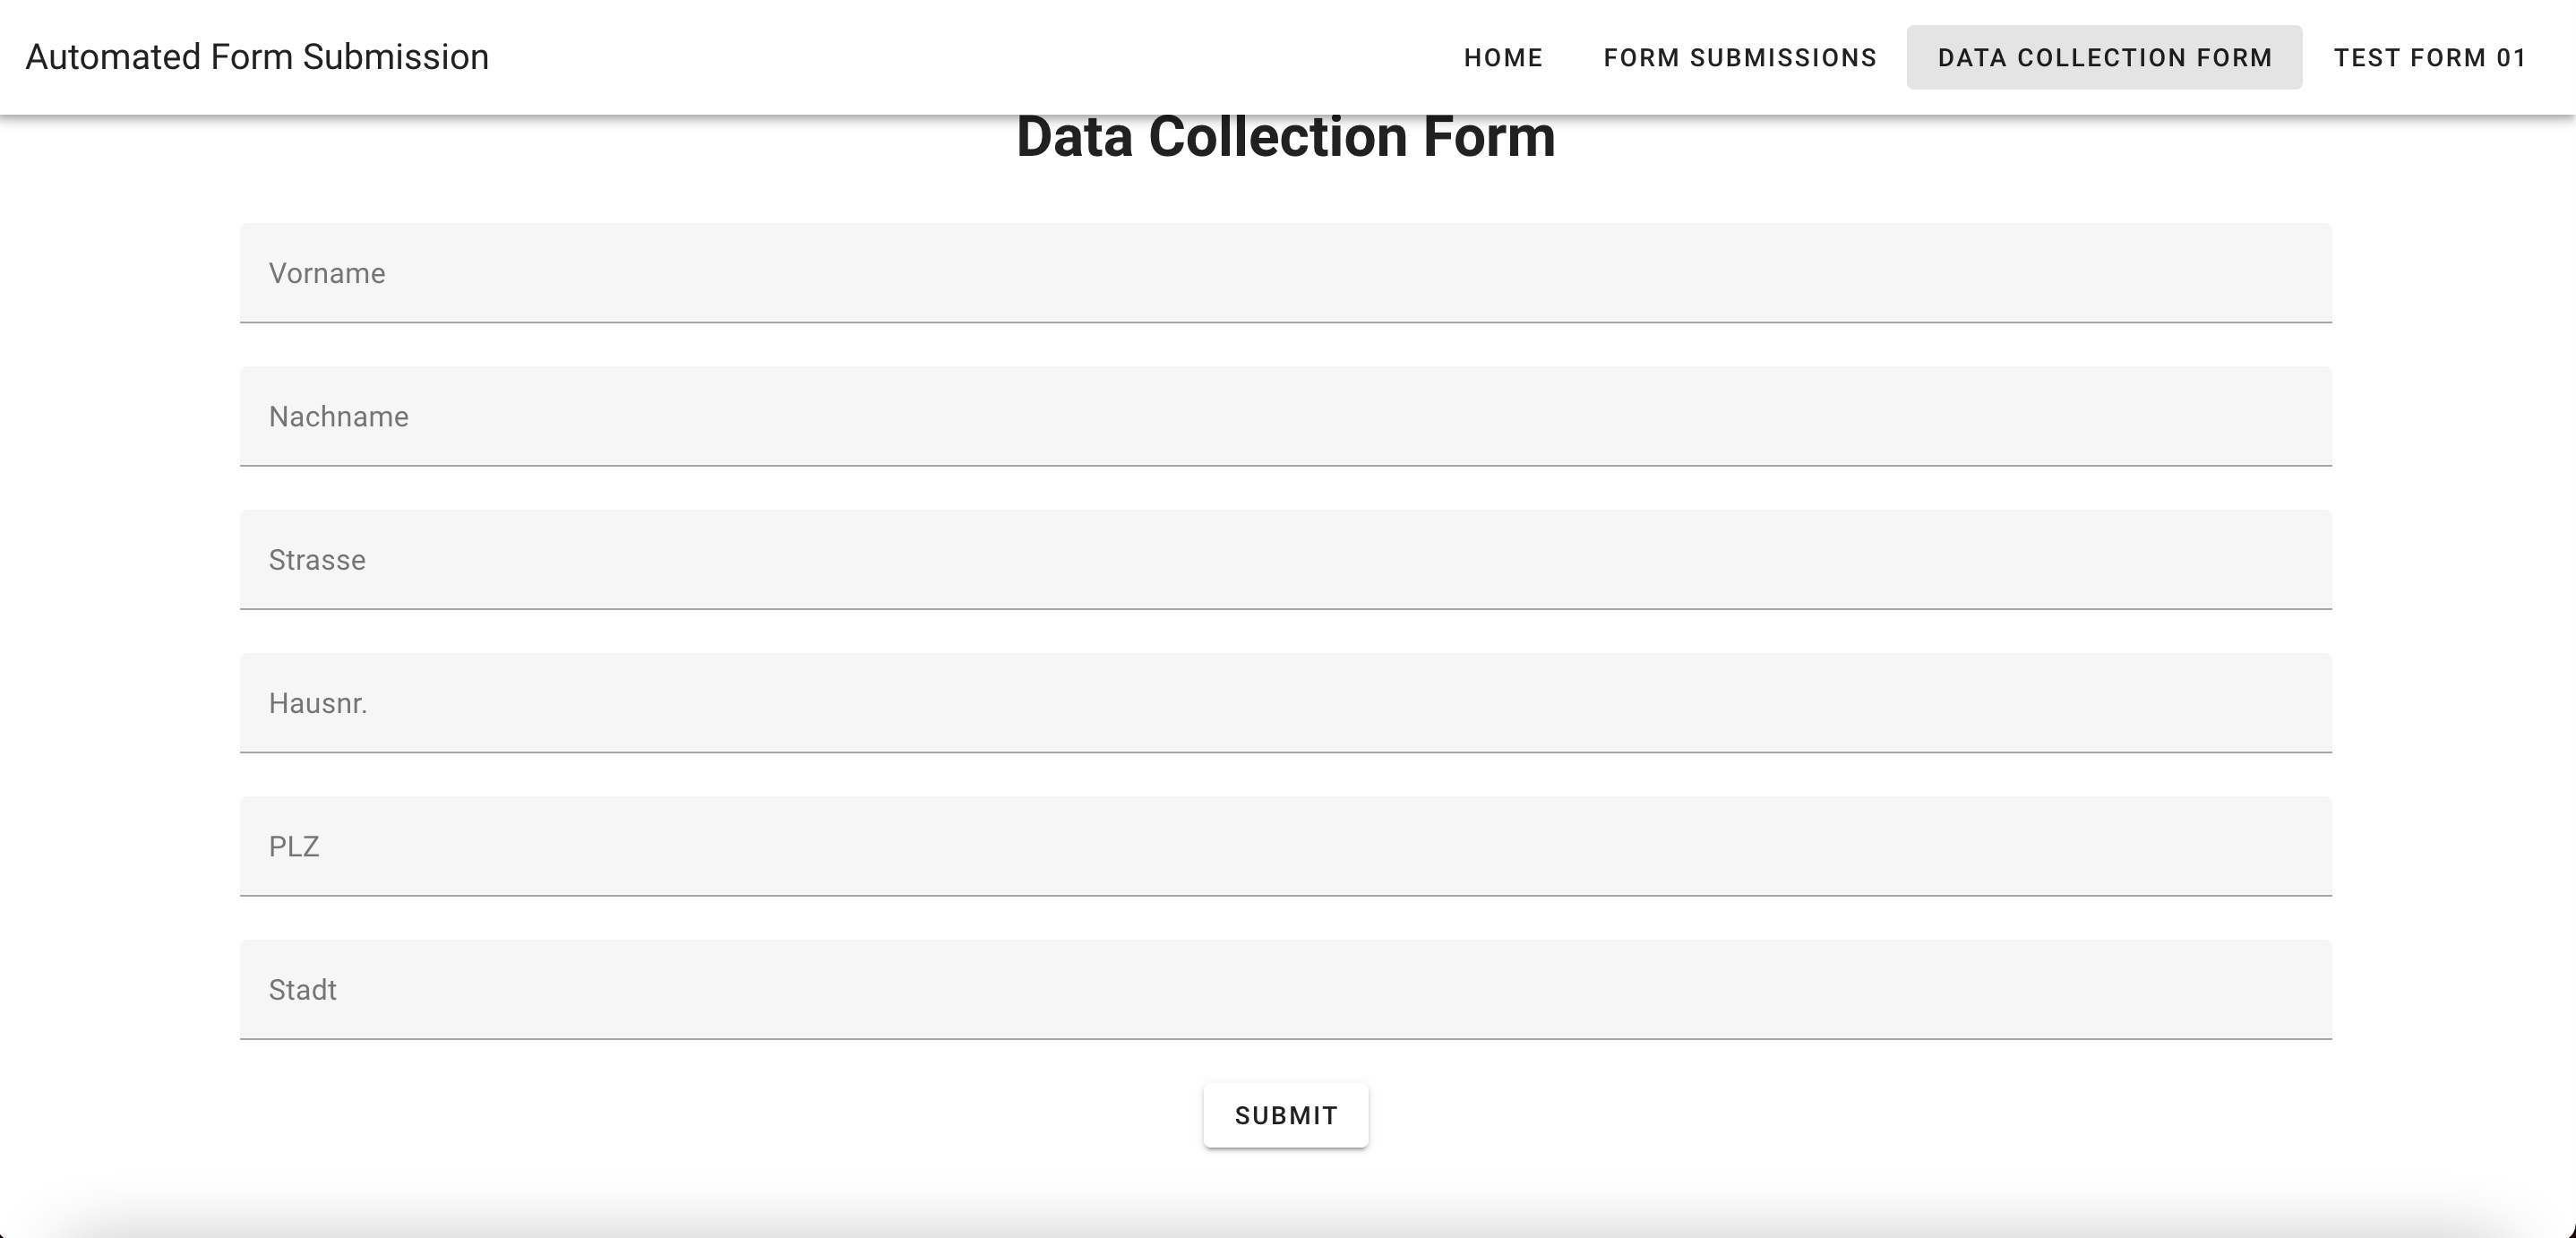 Automated Form Submission
HOME FORM SUBMISSIONS DATA COLLECTION FORM TEST FORM 01
Data Collection Form
Vorname
Nachname
Strasse
Hausnr.
PLZ
Stadt
SUBMIT